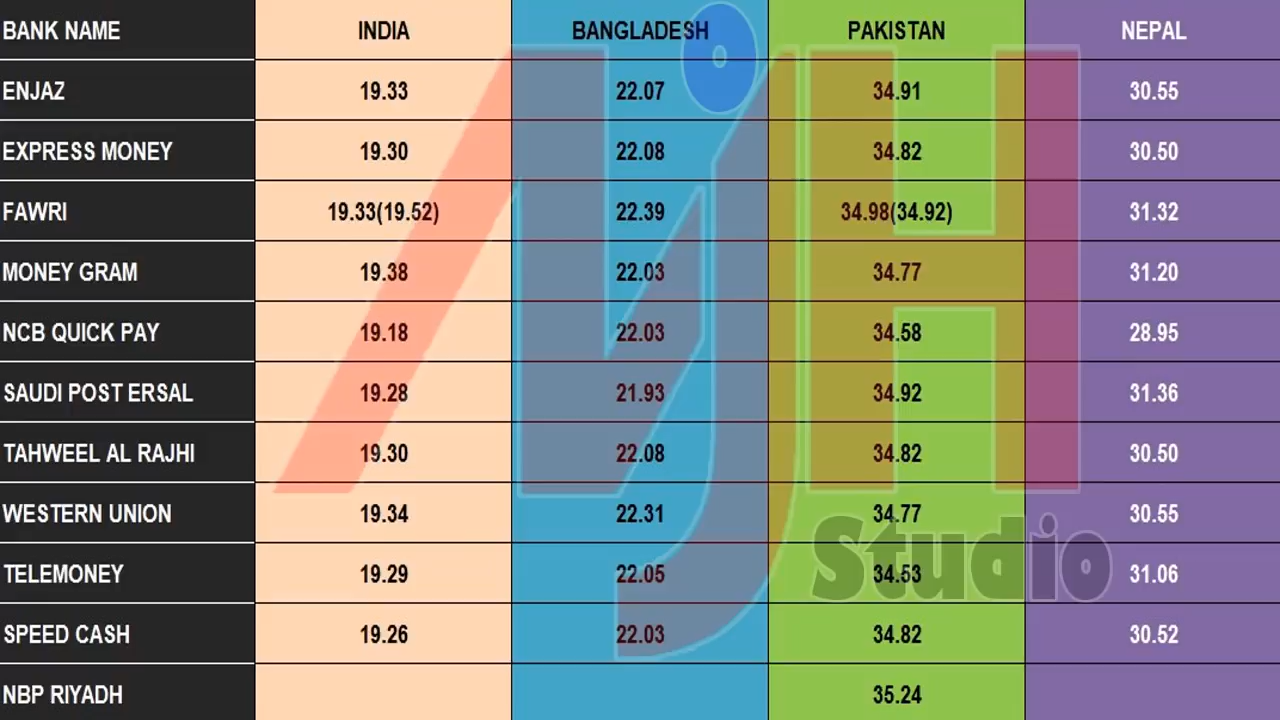 BANK NAME INDIA BANGLADESH PAKISTAN NEPAL
ENJAZ 19.33 22.07 34.91 30.55
EXPRESS MONEY 19.30 22.08 34.82 30.50
FAWRI 19.33(19.52) 22.39 34.98(34.92) 31.32
MONEY GRAM 19.38 22.03 34.77 31.20
NCB QUICK PAY 19.18 22.03 34.58 28.95
SAUDI POST ERSAL 19.28 21.93 34.92 31.36
TAHWEEL AL RAJHI 19.30 22.08 34.82 30.50
WESTERN UNION 19.34 22.31 34.77 30.55
TELEMONEY 19.29 22.05 34.53 31.06
SPEED CASH 19.26 22.03 34.82 30.52
NBP RIYADH 35.24
Studio